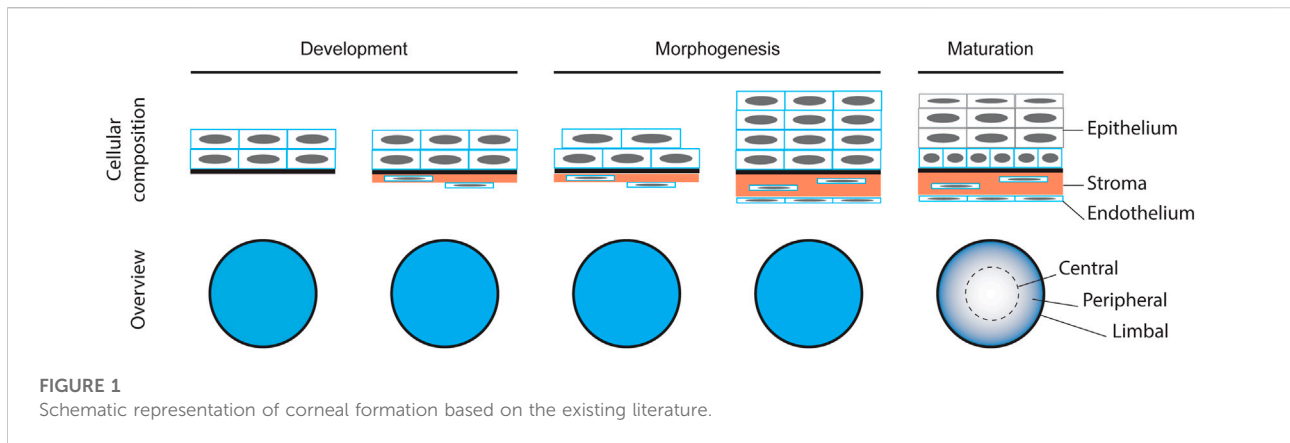 Development
Morphogenesis
Maturation
Cellular
composition
Epithelium
Stroma
Endothelium
Overview
Central
Peripheral
Limbal
FIGURE 1
Schematic representation of corneal formation based on the existing literature.